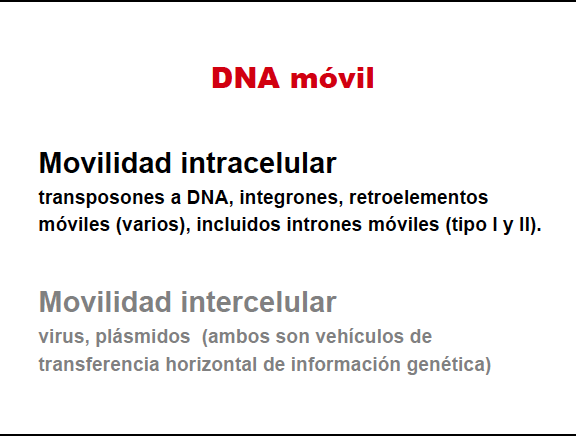 DNA móvil
Movilidad intracelular
transposones a DNA, integrones, retroelementos
móviles (varios), incluidos intrones móviles (tipo I y II).
Movilidad intercelular
virus, plásmidos  (ambos son vehículos de
transferencia horizontal de información genética)